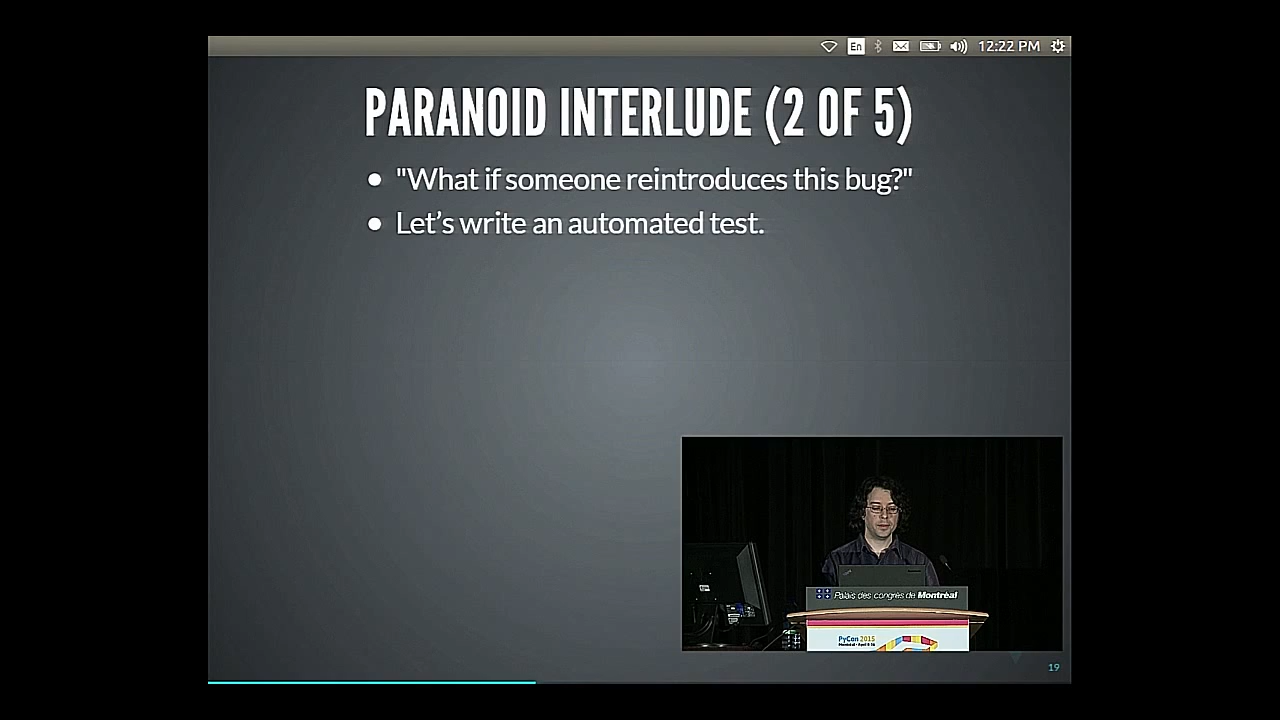 En
12:22 PM
PARANOID INTERLUDE (2 OF 5)
• "What if someone reintroduces this bug?"
• Let’s write an automated test.
Palais des congrès de Montréal
PyCon 2015
19